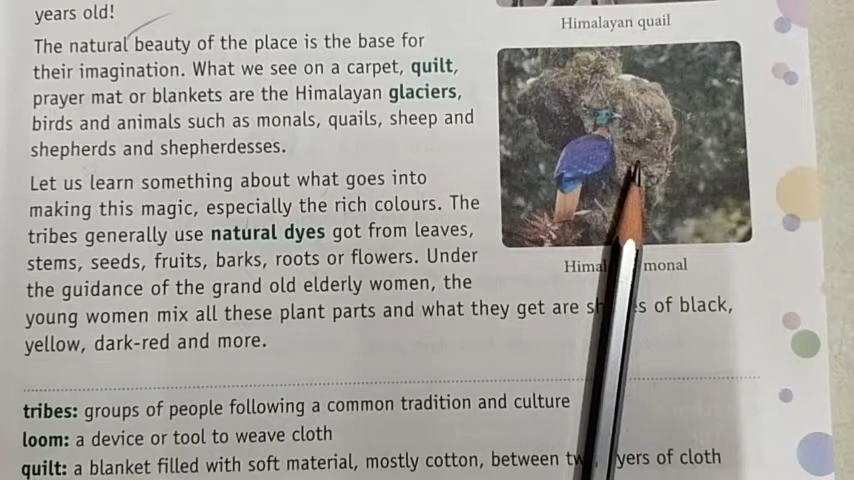 years old!
Himalayan quail
The natural beauty of the place is the base for
their imagination. What we see on a carpet, quilt,
prayer mat or blankets are the Himalayan glaciers,
birds and animals such as monals, quails, sheep and
shepherds and shepherdesses.
Let us learn something about what goes into
making this magic, especially the rich colours. The
tribes generally use natural dyes got from leaves,
stems, seeds, fruits, barks, roots or flowers. Under
the guidance of the grand old elderly women, the
young women mix all these plant parts and what they get are of black,
yellow, dark-red and more.
monal
tribes: groups of people following a common tradition and culture
loom: a device or tool to weave cloth
quilt: a blanket filled with soft material, mostly cotton, between of cloth